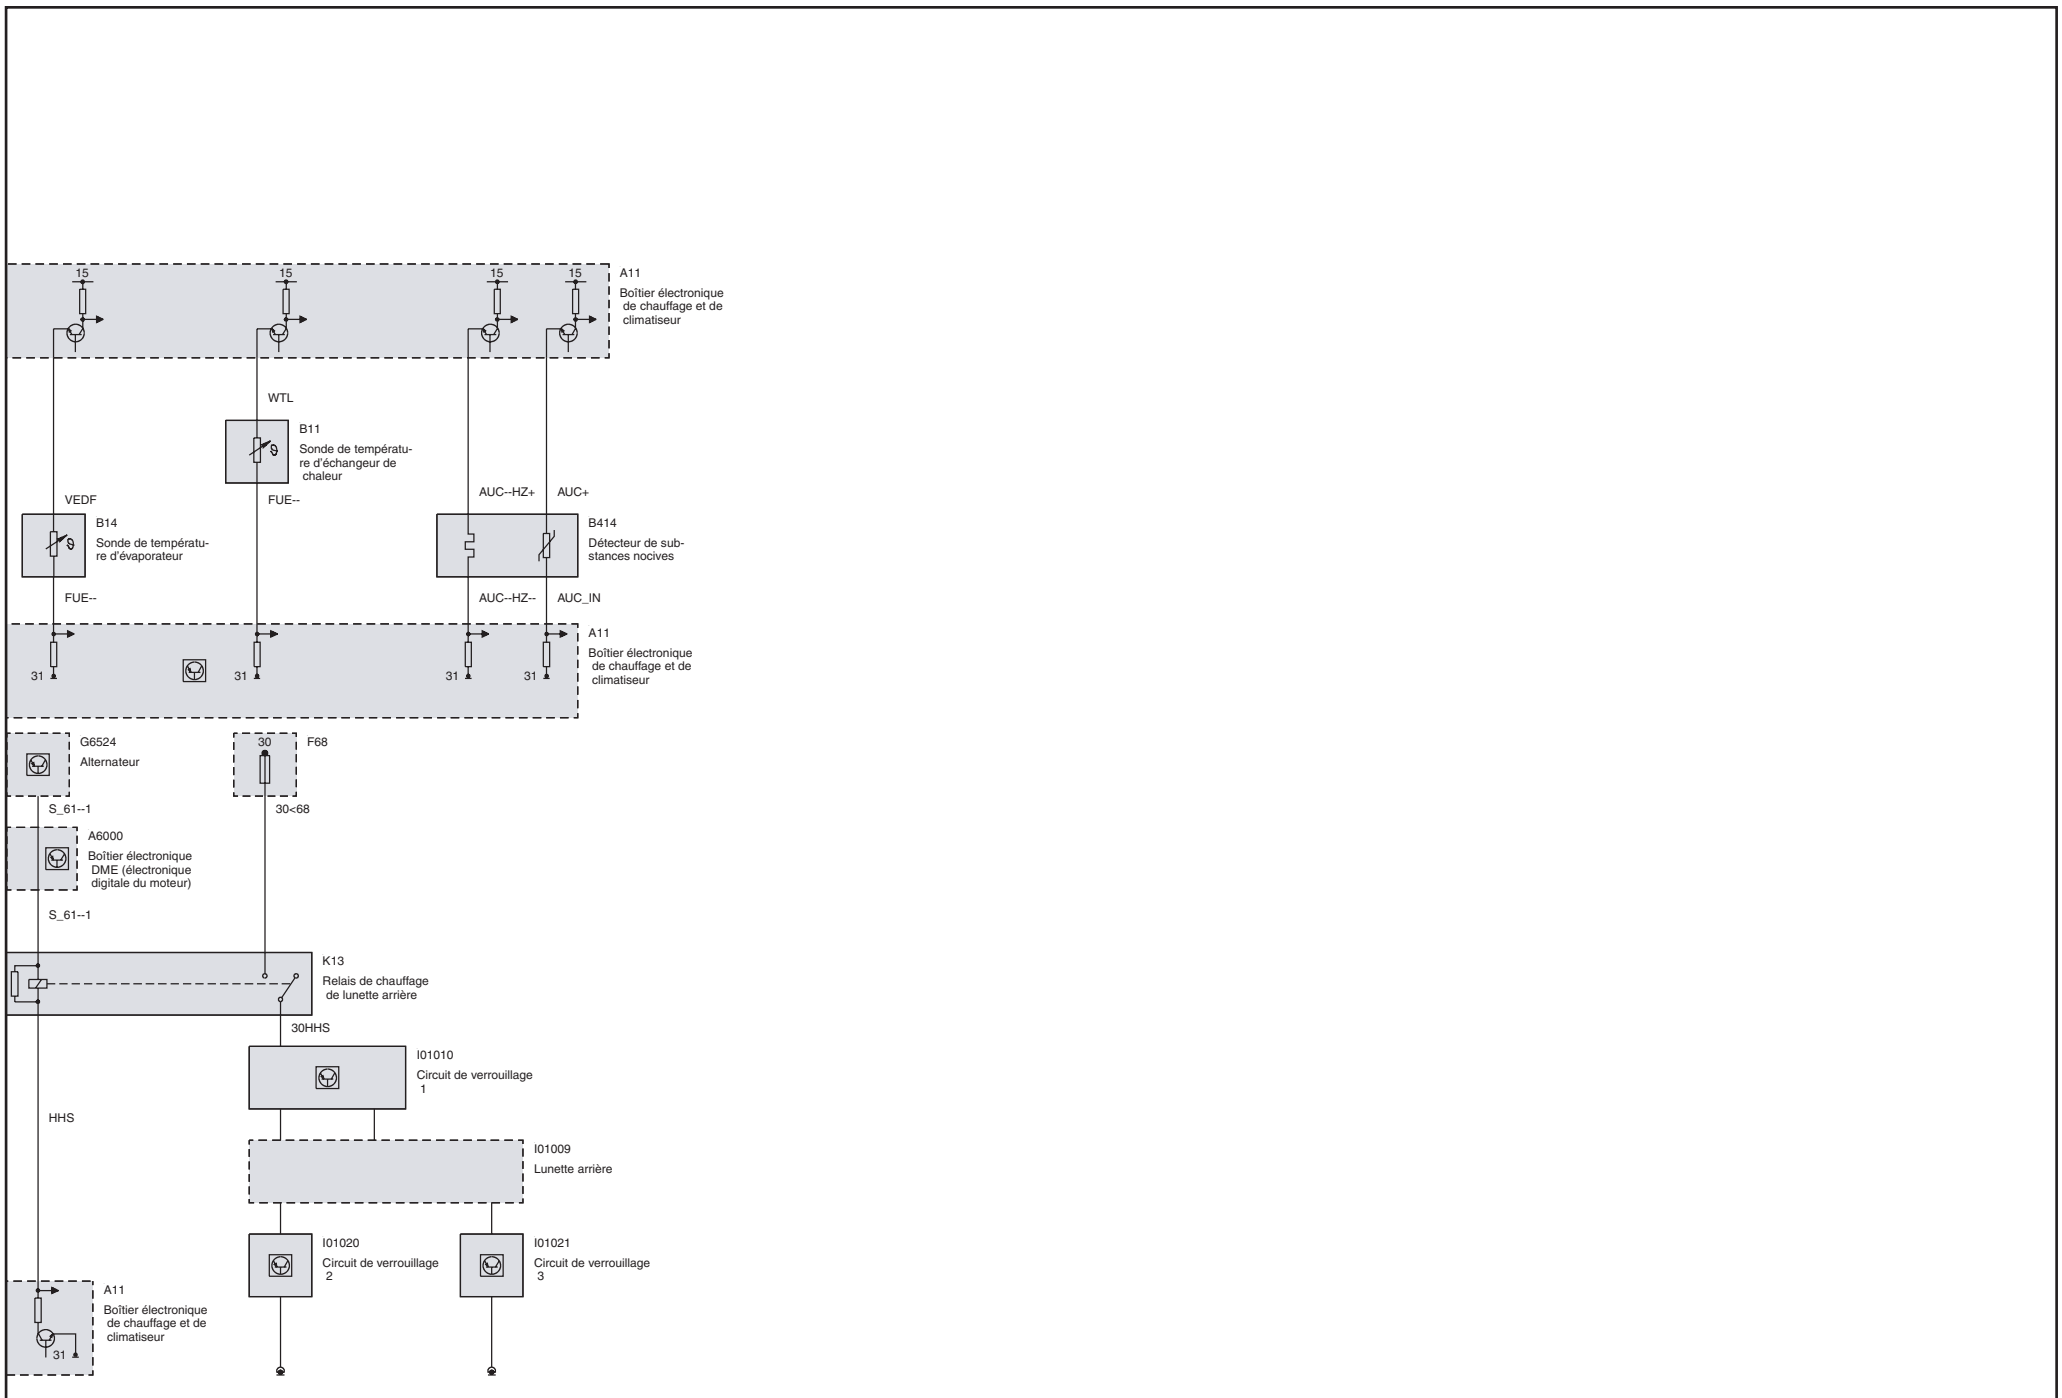 15
15
15
15
A11
Boîtier électronique
de chauffage et de
climatiseur
WTL
B11
Sonde de températu-
re d'échangeur de
chaleur
VEDF
FUE--
AUC--HZ+
AUC+
B14
Sonde de températu-
re d'évaporateur
B414
Détecteur de sub-
stances nocives
FUE--
AUC--HZ--
AUC_IN
A11
Boîtier électronique
de chauffage et de
climatiseur
31
31
31
31
G6524
Alternateur
30
F68
S_61--1
30<68
A6000
Boîtier électronique
DME (électronique
digitale du moteur)
S_61--1
K13
Relais de chauffage
de lunette arrière
30HHS
I01010
Circuit de verrouillage
1
HHS
I01009
Lunette arrière
I01020
Circuit de verrouillage
2
I01021
Circuit de verrouillage
3
A11
Boîtier électronique
de chauffage et de
climatiseur
31